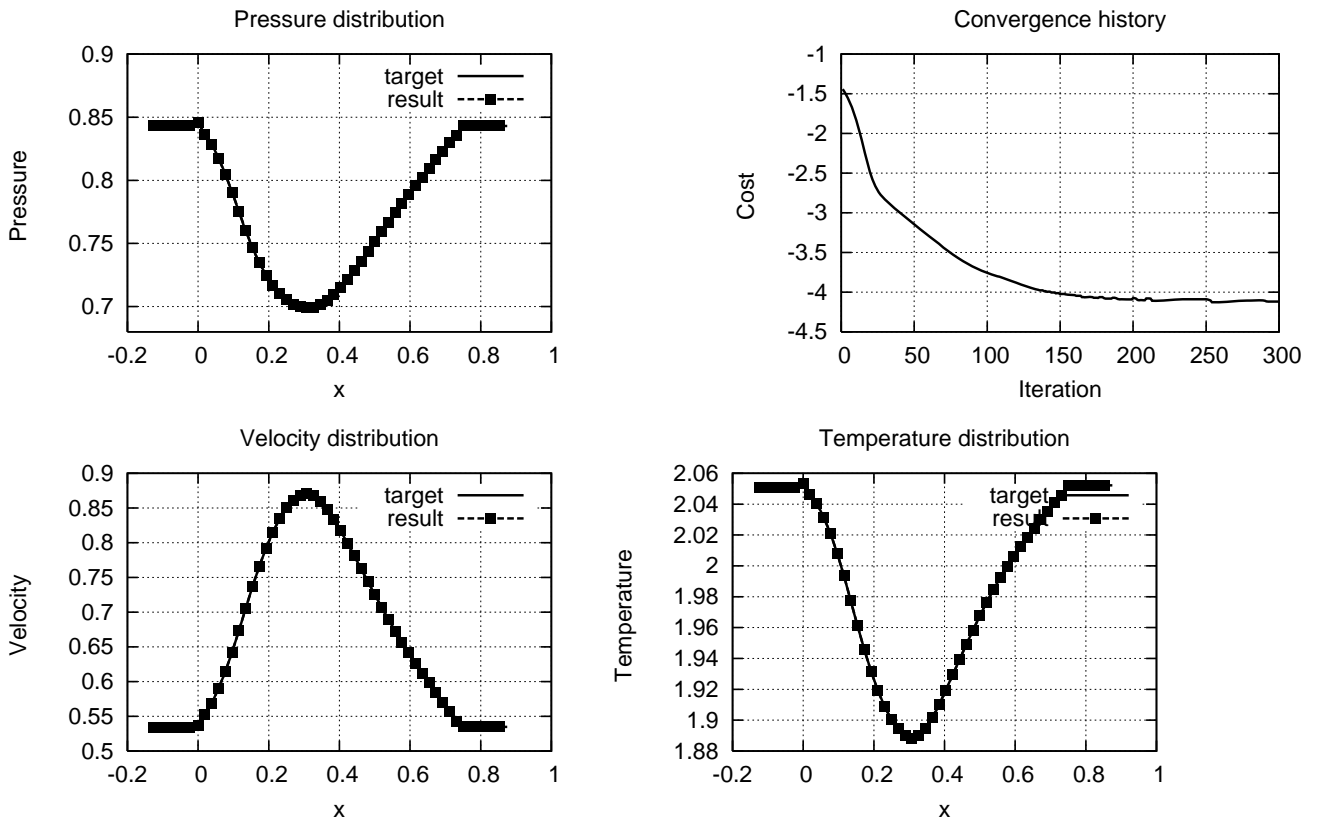 Pressure distribution
0.9
0.85
0.8
0.75
0.7
Pressure
target
result
-0.2 0 0.2 0.4 0.6 0.8 1
x
Convergence history
-1
-1.5
-2
-2.5
-3
-3.5
-4
-4.5
Cost
0 50 100 150 200 250 300
Iteration
Velocity distribution
0.9
0.85
0.8
0.75
0.7
0.65
0.6
0.55
0.5
Velocity
target
result
-0.2 0 0.2 0.4 0.6 0.8 1
x
Temperature distribution
2.06
2.04
2.02
2
1.98
1.96
1.94
1.92
1.9
1.88
Temperature
target
result
-0.2 0 0.2 0.4 0.6 0.8 1
x